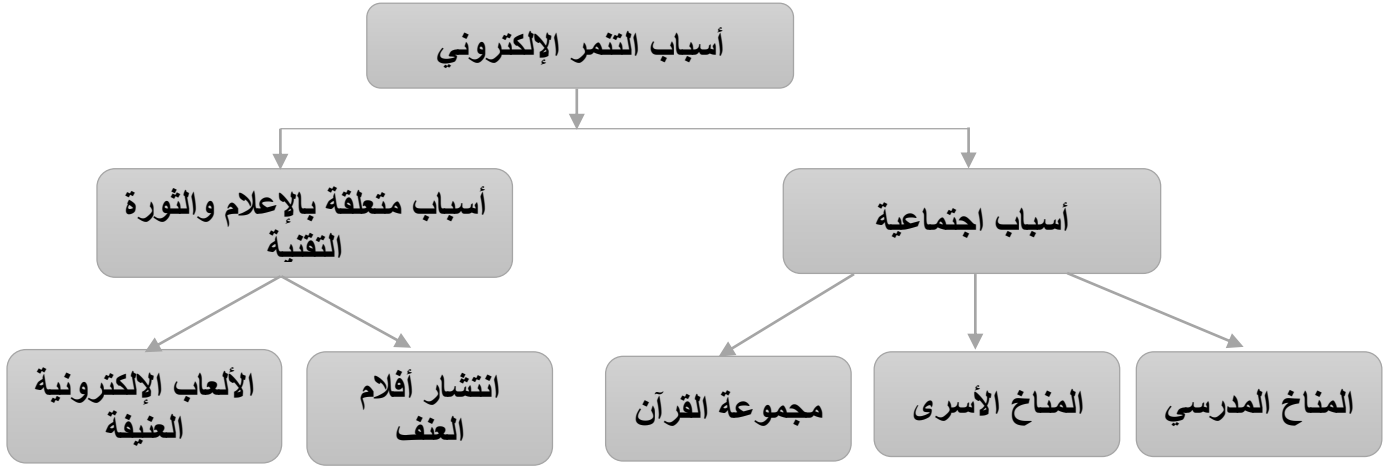 أسباب التنمر الإلكتروني
أسباب اجتماعية
أسباب متعلقة بالإعلام والثورة
التقنية
المناخ المدرسي
المناخ الأسرى
مجموعة القرآن
انتشار أفلام
العنف
الألعاب الإلكترونية
العنيفة